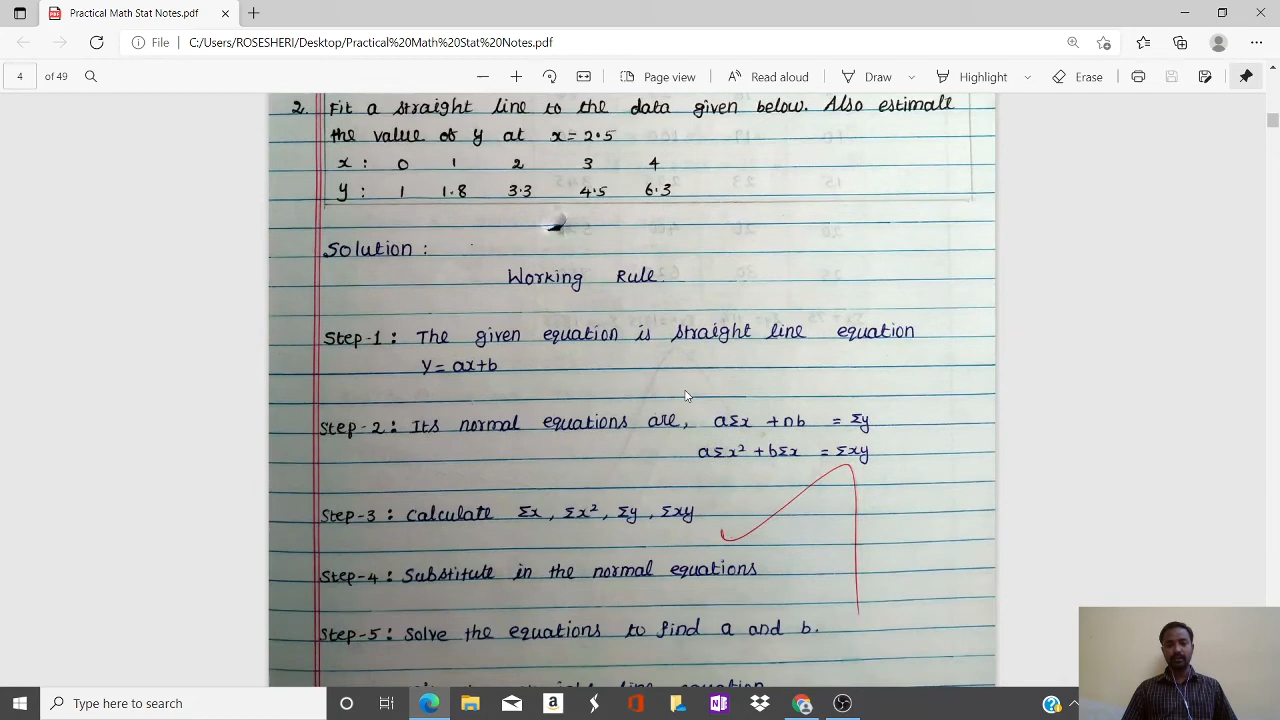 Practical Math Stat Notes.pdf
File
C:/Users/ROSESHERI/Desktop/Practical%20Math%20Stat%20Notes.pdf
4 of 49
Page view
Read aloud
Draw
Highlight
Erase
2. Fit a straight line to the data given below. Also estimate
the value of y at x = 2.5
x : 0 1 2 3 4
y : 1 1.8 3.3 4.5 6.3
Solution :
Working Rule.
Step-1 : The given equation is straight line equation
Y = ax+b
Step-2 : Its normal equations are, aΣx + nb = Σy
aΣx² + bΣx = Σxy
Step-3 : Calculate Σx, Σx², Σy, Σxy
Step-4 : Substitute in the normal equations
Step-5 : Solve the equations to find a and b.
Type here to search